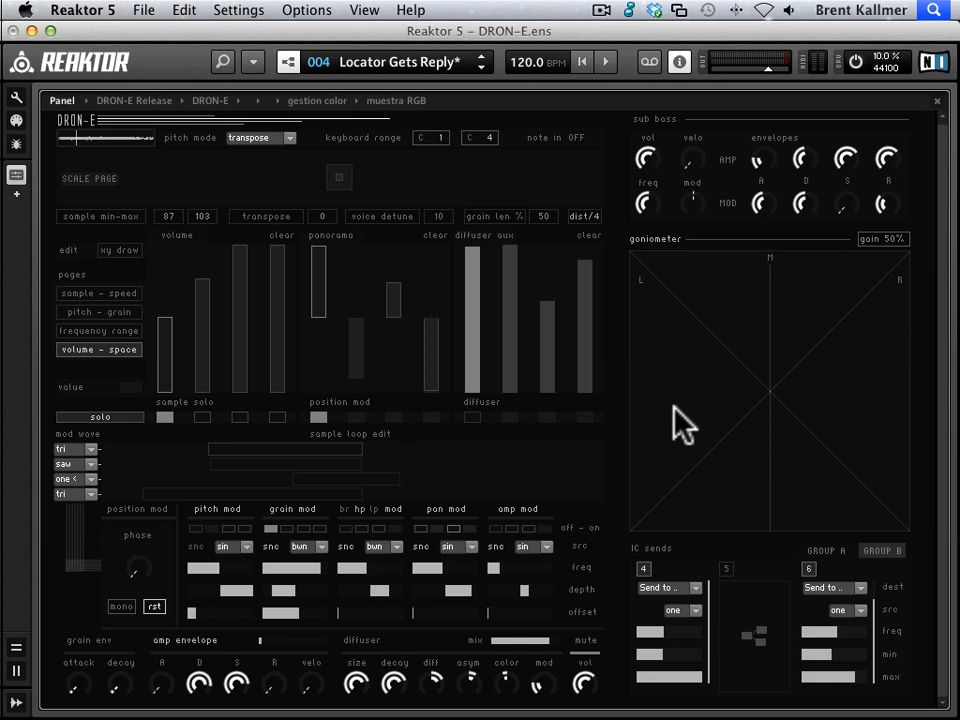 Reaktor 5 File Edit Settings Options View Help Brent Kallmer
Reaktor 5 - DRON-E.ens
REAKTOR 004 Locator Gets Reply* 120.0 BPM OUT MIDI CPU 10.0 % 44100 NI
Panel DRON-E Release DRON-E gestion color muestra RGB
DRON-E
pitch mode transpose keyboard range C 1 C 4 note in OFF
SCALE PAGE
sample min-max 87 103 transpose 0 voice detune 10 grain len % 50 dist/4
volume clear panorama clear diffuser aux clear
edit xy draw
pages
sample - speed
pitch - grain
frequency range
volume - space
value
sample solo position mod diffuser
solo
mod wave sample loop edit
tri
saw
one <
tri
position mod pitch mod grain mod br hp lp mod pan mod amp mod
off - on
phase
snc sin snc bwn snc bwn snc sin snc sin src
freq
depth
mono rst offset
grain env amp envelope diffuser mix mute
attack decay A D S R velo size decay diff asym color mod vol
sub bass
vol velo envelopes
AMP
freq mod A D S R
MOD
goniometer gain 50%
M
L R
IC sends GROUP A GROUP B
4 5 6
Send to .. Send to .. dest
one one src
freq
min
max